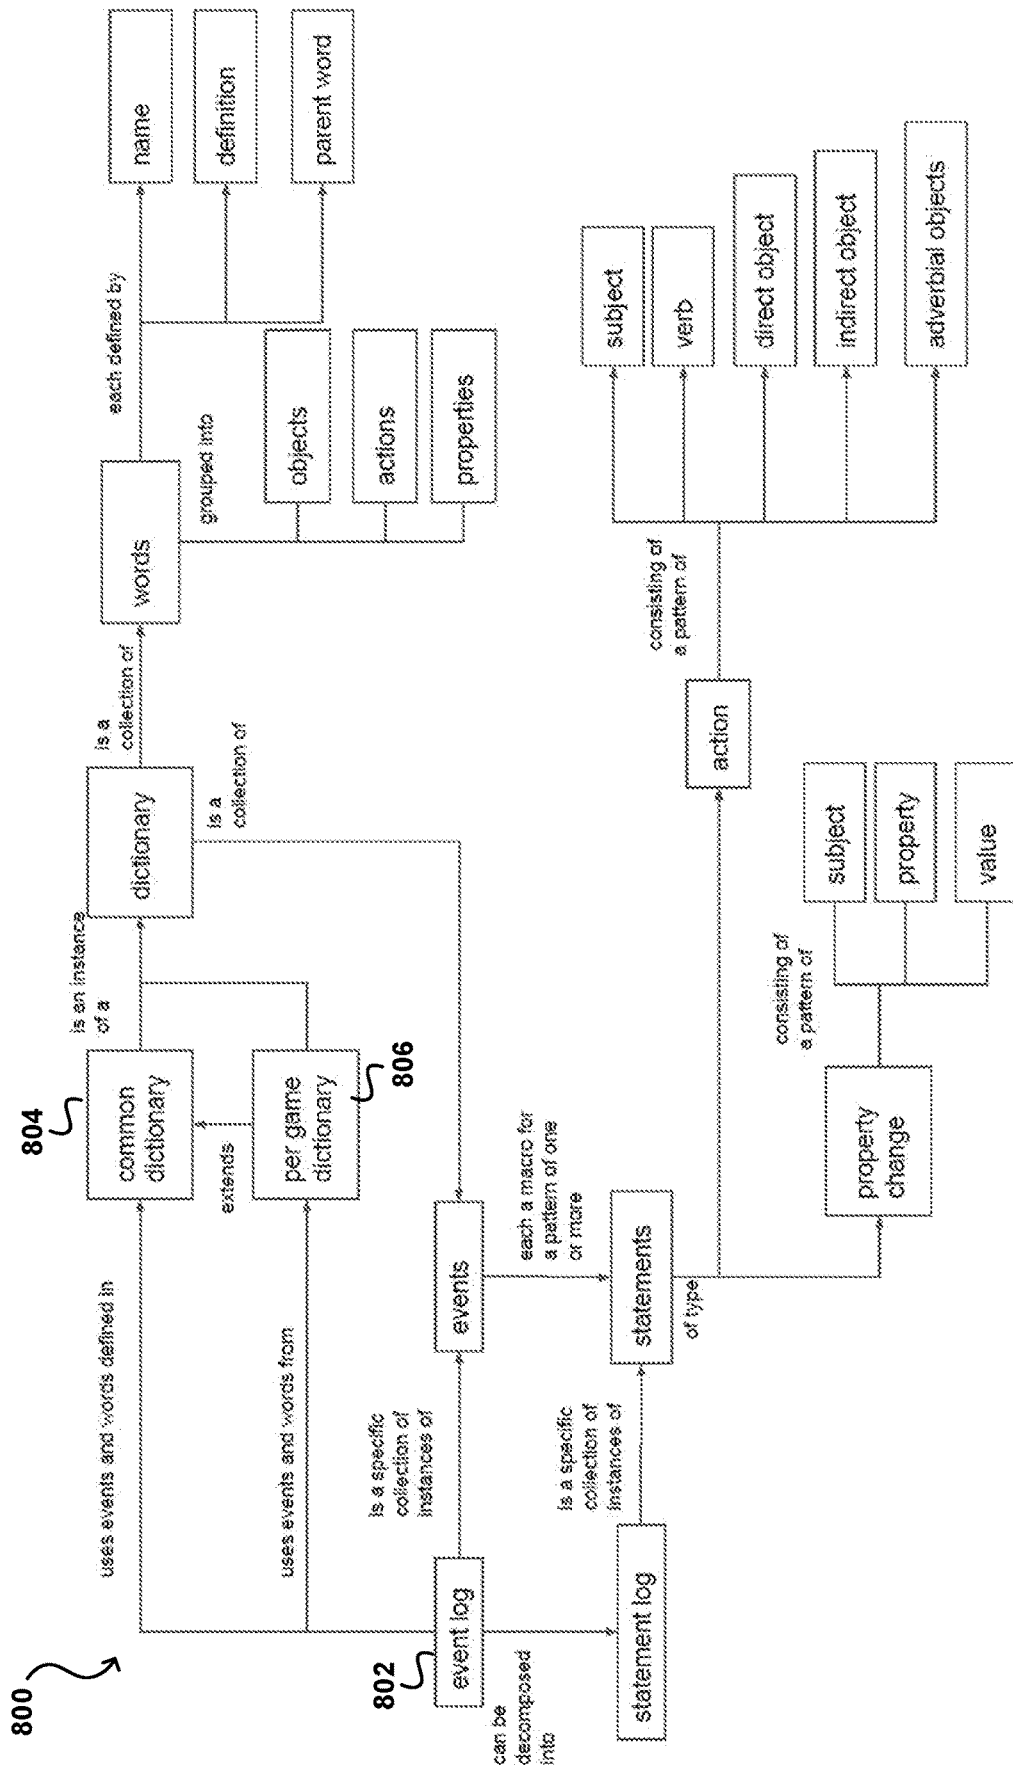 800
uses events and words defined in
804
common
dictionary
is an instance
of a
dictionary
is a
collection of
words
each defined by
name
definition
parent word
grouped into
objects
actions
properties
extends
per game
dictionary
806
uses events and words from
is a
collection of
802
event log
is a specific
collection of
instances of
events
each a macro for
a pattern of one
or more
can be
decomposed
into
statement log
is a specific
collection of
instances of
statements
of type
action
consisting of
a pattern of
subject
verb
direct object
indirect object
adverbial objects
property
change
consisting of
a pattern of
subject
property
value